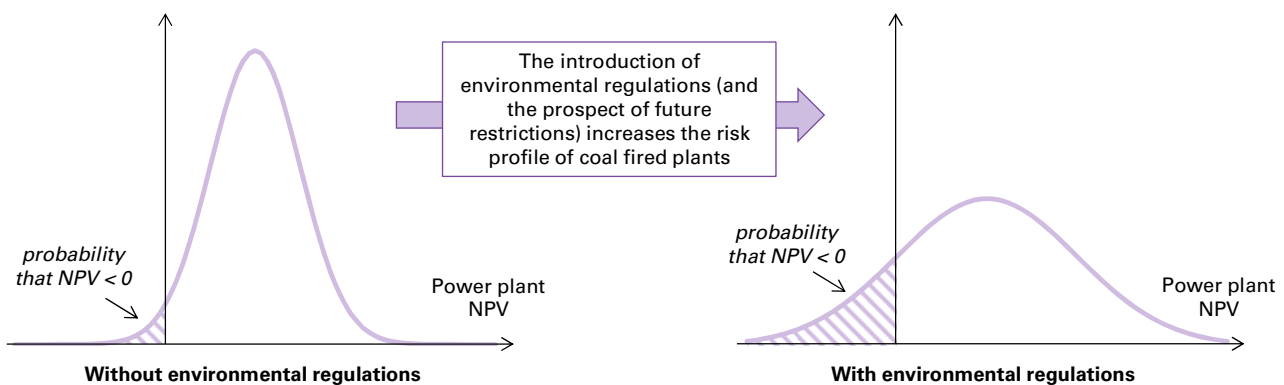 The introduction of
environmental regulations (and
the prospect of future
restrictions) increases the risk
profile of coal fired plants
probability
that NPV < 0
Power plant
NPV
Without environmental regulations
probability
that NPV < 0
Power plant
NPV
With environmental regulations